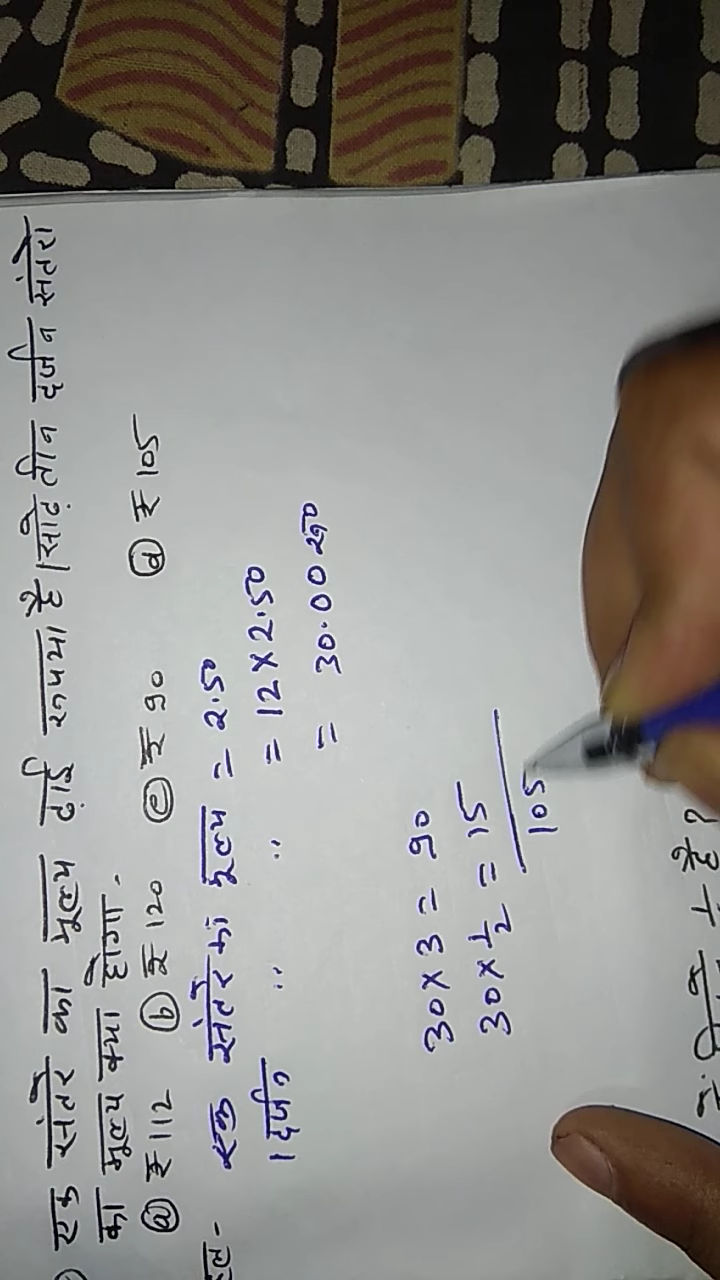 एक संतरे का मूल्य ढ़ाई रूपया है। साढ़े तीन दर्जन संतरो
का मूल्य क्या होगा -
(a) ₹ 112 (b) ₹ 120 (c) ₹ 90 (d) ₹ 105
हल- एक संतरे का मूल्य = 2.50
1 दर्जन " " = 12 × 2.50
= 30.00 रू0
30 × 3 = 90
30 × 1/2 = 15
105
है?